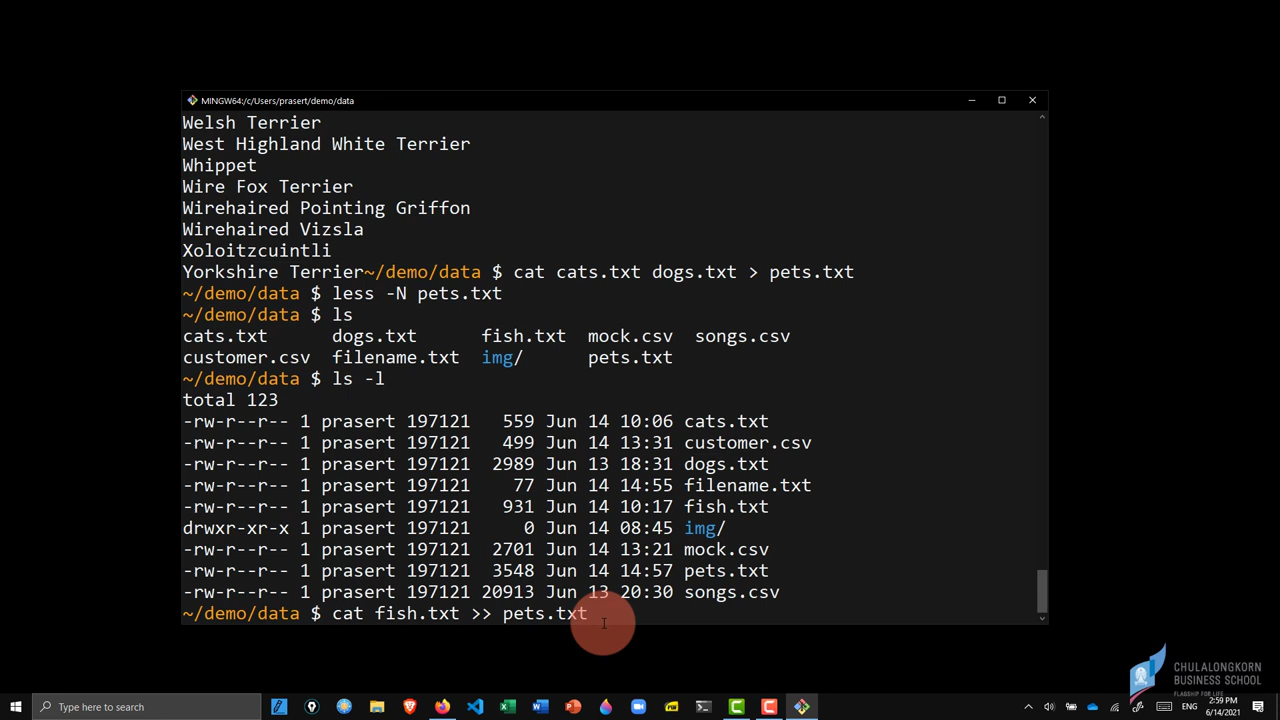 MINGW64:/c/Users/prasert/demo/data
Welsh Terrier
West Highland White Terrier
Whippet
Wire Fox Terrier
Wirehaired Pointing Griffon
Wirehaired Vizsla
Xoloitzcuintli
Yorkshire Terrier~/demo/data $ cat cats.txt dogs.txt > pets.txt
~/demo/data $ less -N pets.txt
~/demo/data $ ls
cats.txt dogs.txt fish.txt mock.csv songs.csv
customer.csv filename.txt img/ pets.txt
~/demo/data $ ls -l
total 123
-rw-r--r-- 1 prasert 197121 559 Jun 14 10:06 cats.txt
-rw-r--r-- 1 prasert 197121 499 Jun 14 13:31 customer.csv
-rw-r--r-- 1 prasert 197121 2989 Jun 13 18:31 dogs.txt
-rw-r--r-- 1 prasert 197121 77 Jun 14 14:55 filename.txt
-rw-r--r-- 1 prasert 197121 931 Jun 14 10:17 fish.txt
drwxr-xr-x 1 prasert 197121 0 Jun 14 08:45 img/
-rw-r--r-- 1 prasert 197121 2701 Jun 14 13:21 mock.csv
-rw-r--r-- 1 prasert 197121 3548 Jun 14 14:57 pets.txt
-rw-r--r-- 1 prasert 197121 20913 Jun 13 20:30 songs.csv
~/demo/data $ cat fish.txt >> pets.txt
CHULALONGKORN
BUSINESS SCHOOL
FLAGSHIP FOR LIFE
Type here to search
ENG
2:59 PM
6/14/2021